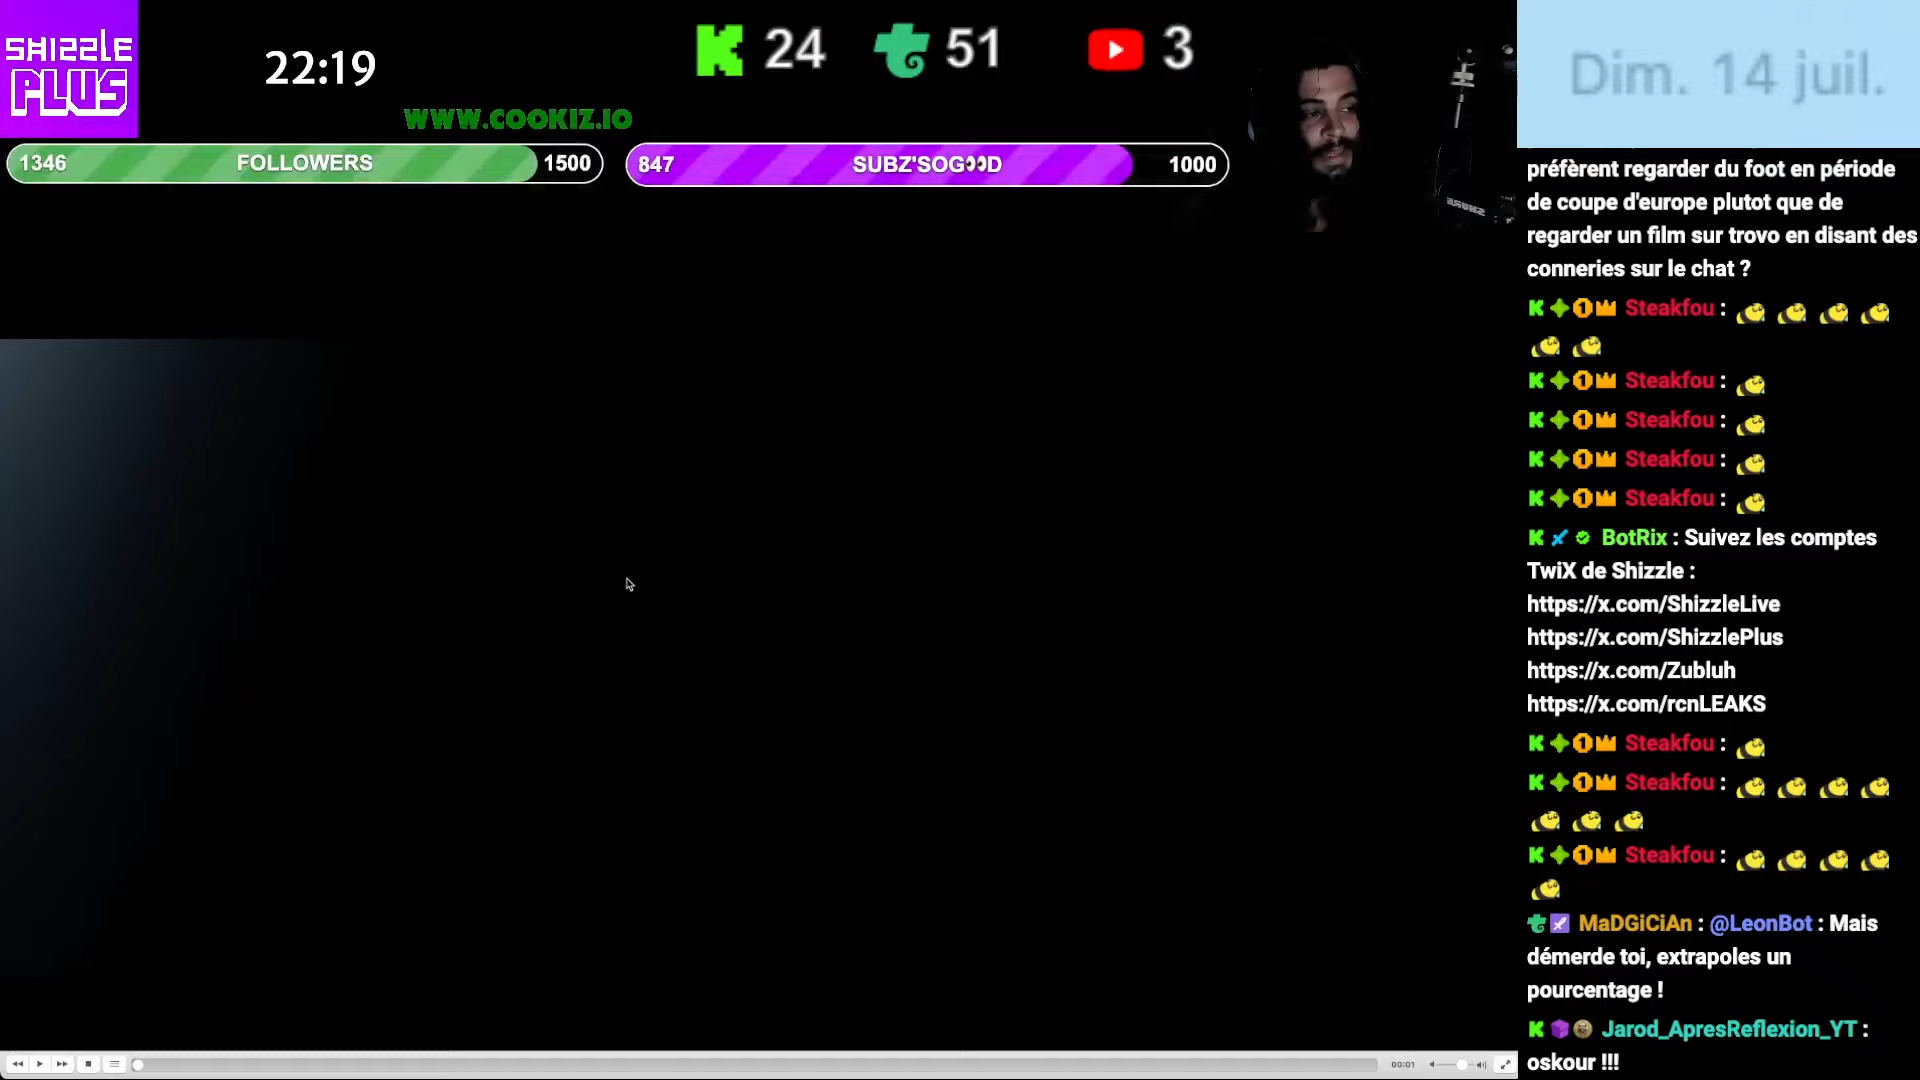 SHIZZLE
PLUS
22:19
24
51
3
WWW.COOKIZ.IO
1346 FOLLOWERS 1500
847 SUBZ'SOG👀D 1000
Dim. 14 juil.
préfèrent regarder du foot en période
de coupe d'europe plutot que de
regarder un film sur trovo en disant des
conneries sur le chat ?
Steakfou :
Steakfou :
Steakfou :
Steakfou :
Steakfou :
BotRix : Suivez les comptes
TwiX de Shizzle :
https://x.com/ShizzleLive
https://x.com/ShizzlePlus
https://x.com/Zubluh
https://x.com/rcnLEAKS
Steakfou :
Steakfou :
Steakfou :
MaDGiCiAn : @LeonBot : Mais
démerde toi, extrapoles un
pourcentage !
Jarod_ApresReflexion_YT :
oskour !!!
00:01